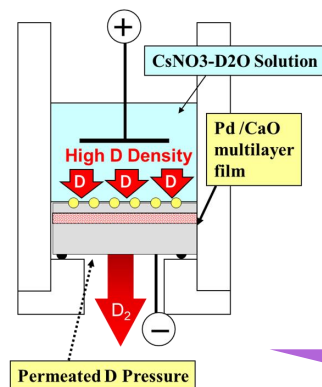 +
CsNO3-D2O Solution
Pd /CaO
multilayer
film
High D Density
D D D
D₂
−
Permeated D Pressure